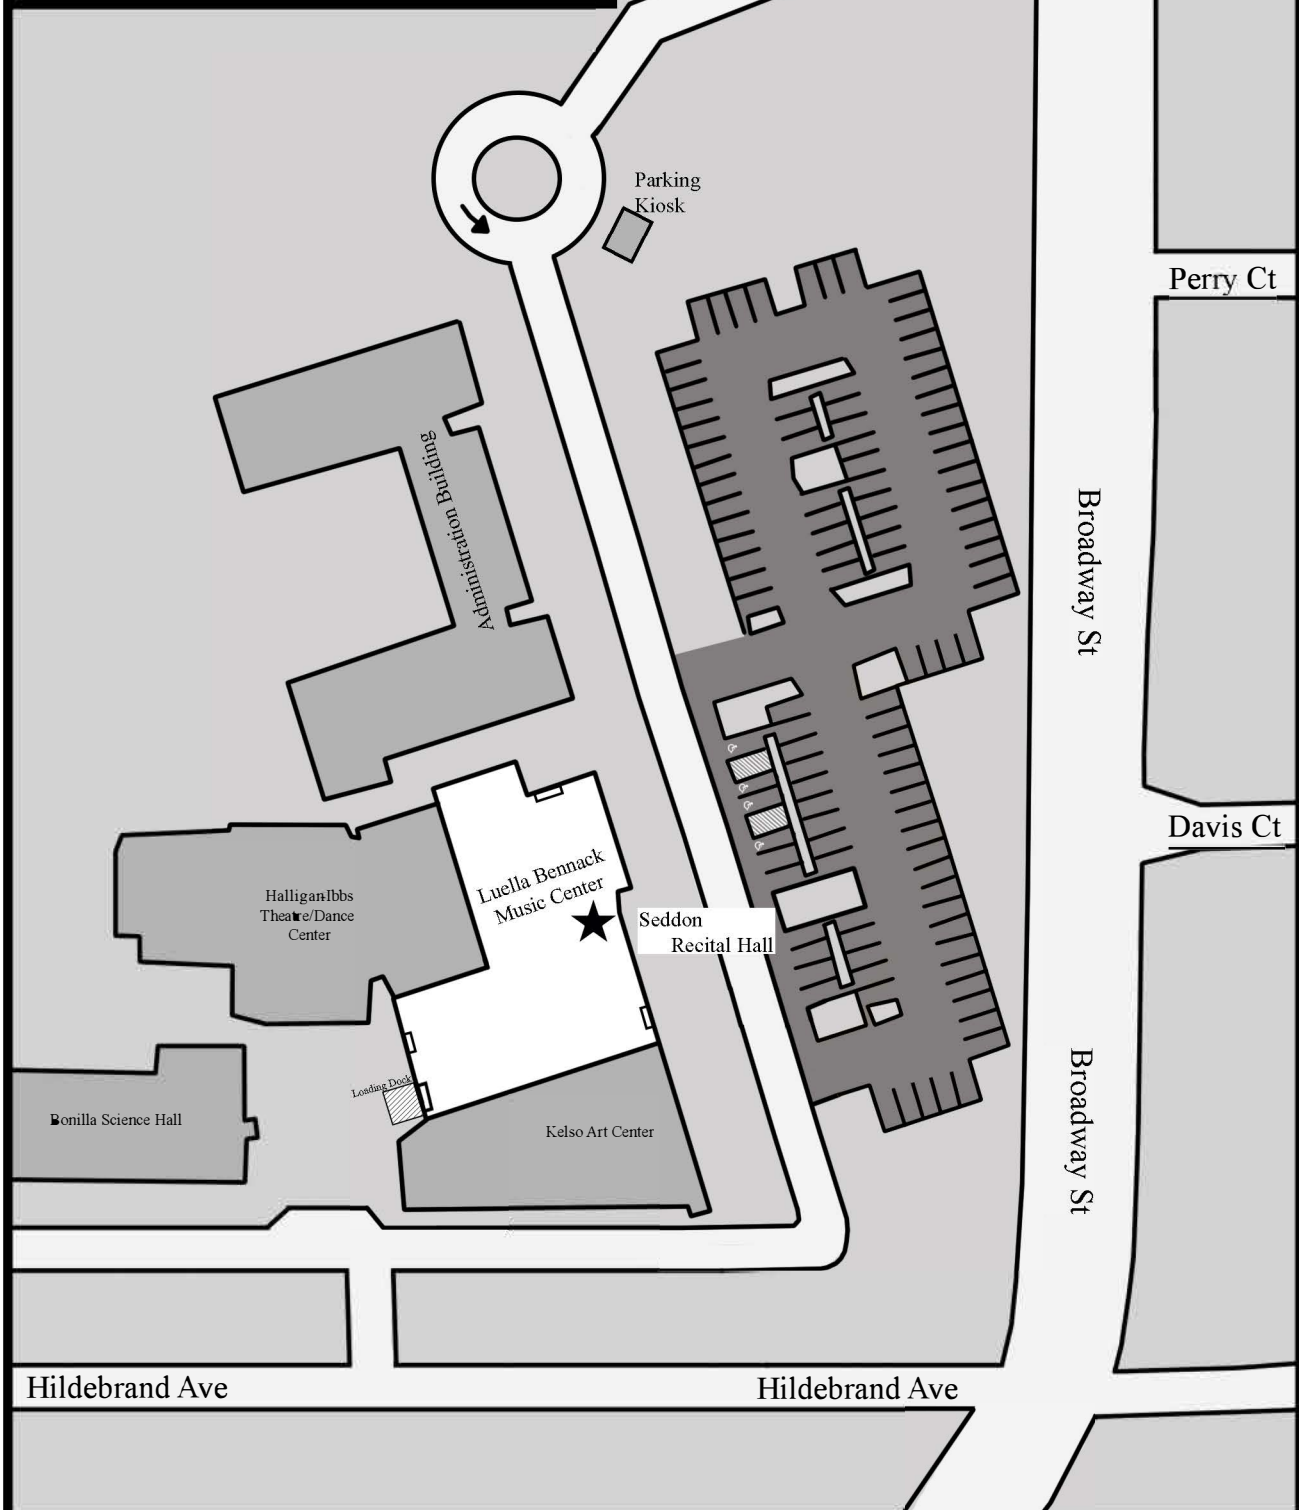 Parking
Kiosk
Perry Ct
Administration Building
Broadway St
Davis Ct
Luella Bennack
Music Center
Halligan-Ibbs
Theatre/Dance
Center
Seddon
Recital Hall
Loading Dock
Bonilla Science Hall
Kelso Art Center
Broadway St
Hildebrand Ave
Hildebrand Ave